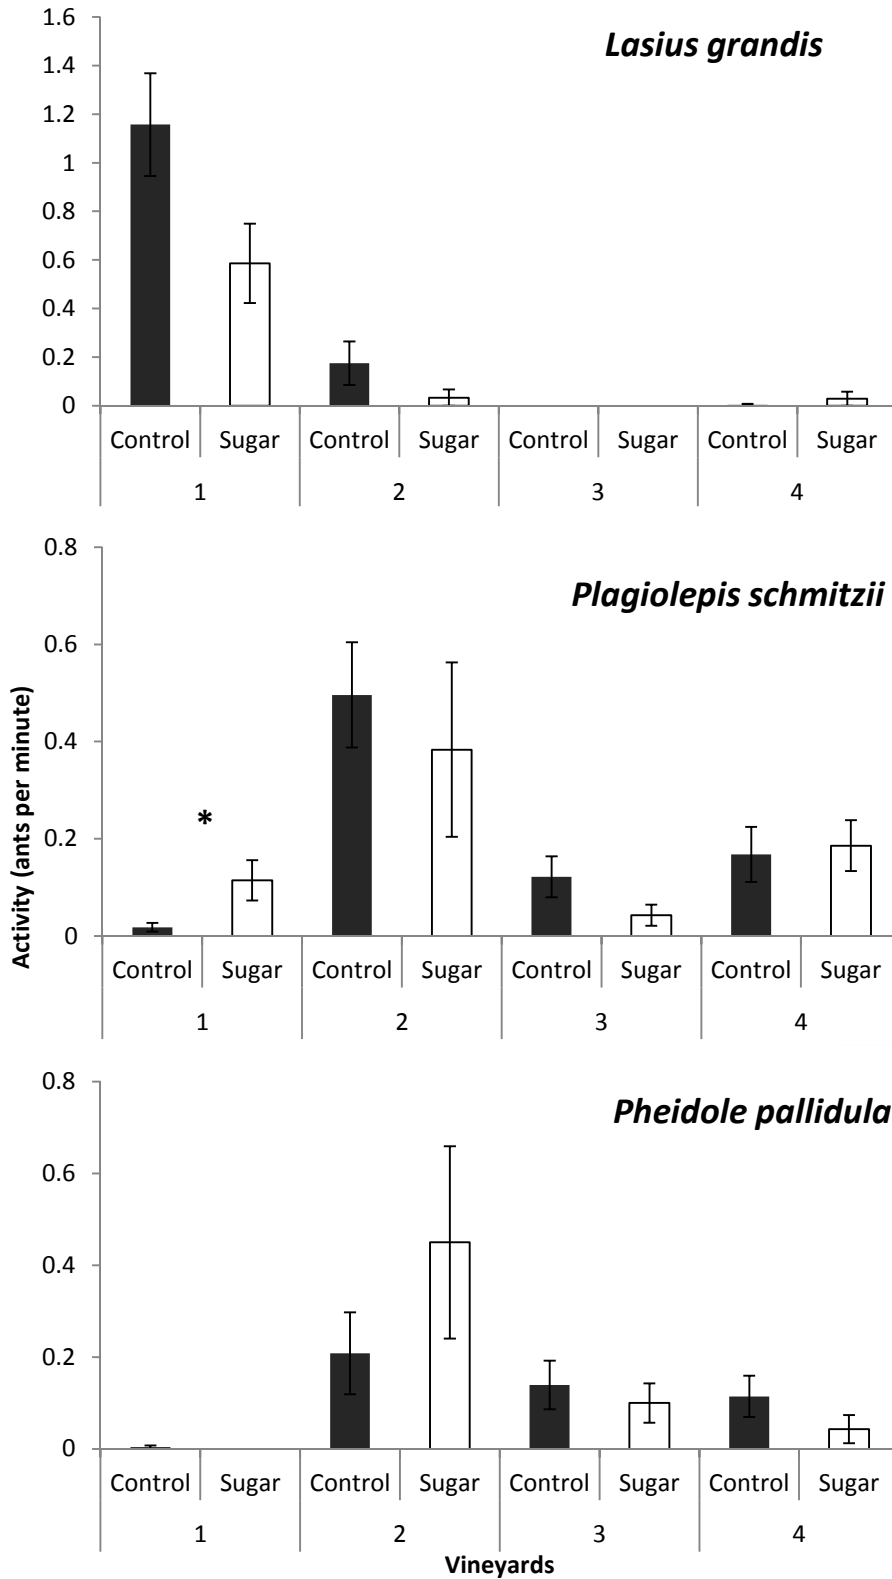 Lasius grandis
1.6
1.4
1.2
1
0.8
0.6
0.4
0.2
0
Control Sugar Control Sugar Control Sugar Control Sugar
1 2 3 4
Activity (ants per minute)
Plagiolepis schmitzii
0.8
0.6
0.4
0.2
0
*
Control Sugar Control Sugar Control Sugar Control Sugar
1 2 3 4
Pheidole pallidula
0.8
0.6
0.4
0.2
0
Control Sugar Control Sugar Control Sugar Control Sugar
1 2 3 4
Vineyards